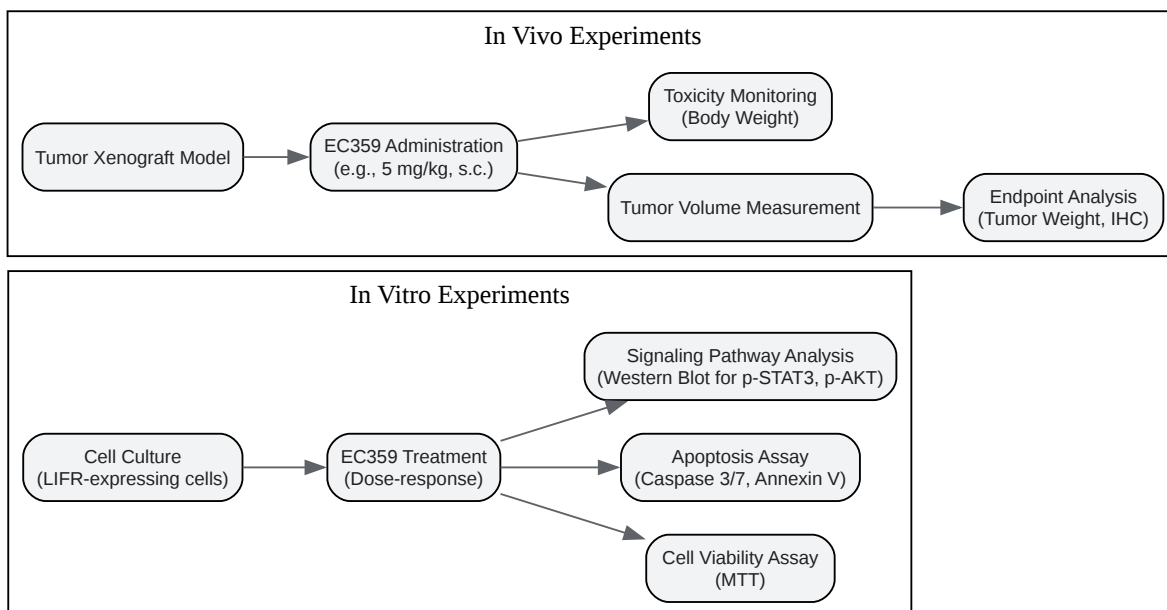 In Vivo Experiments
Toxicity Monitoring
(Body Weight)
Tumor Xenograft Model
EC359 Administration
(e.g., 5 mg/kg, s.c.)
Tumor Volume Measurement
Endpoint Analysis
(Tumor Weight, IHC)
In Vitro Experiments
Signaling Pathway Analysis
(Western Blot for p-STAT3, p-AKT)
Cell Culture
(LIFR-expressing cells)
EC359 Treatment
(Dose-response)
Apoptosis Assay
(Caspase 3/7, Annexin V)
Cell Viability Assay
(MTT)